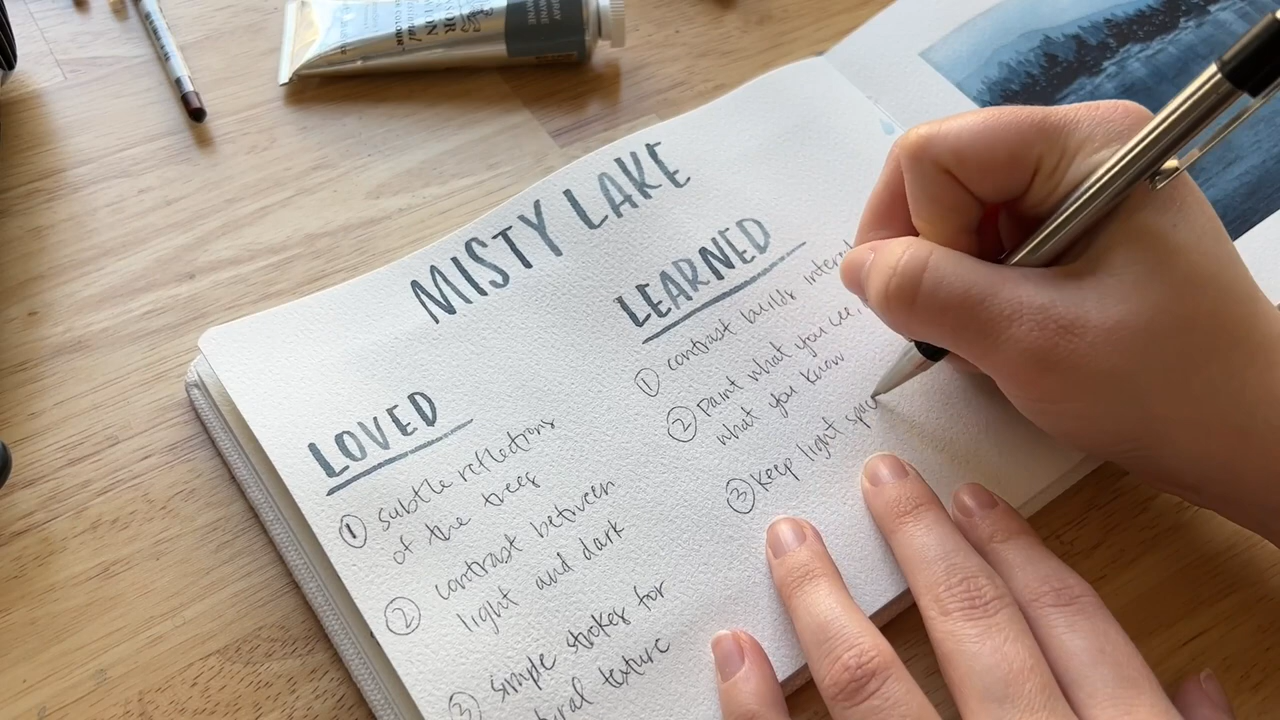 MISTY LAKE
LOVED
① subtle reflections
of the trees
② contrast between
light and dark
③ simple strokes for
texture
LEARNED
① contrast builds
② Paint what you see,
what you know
③ Keep light